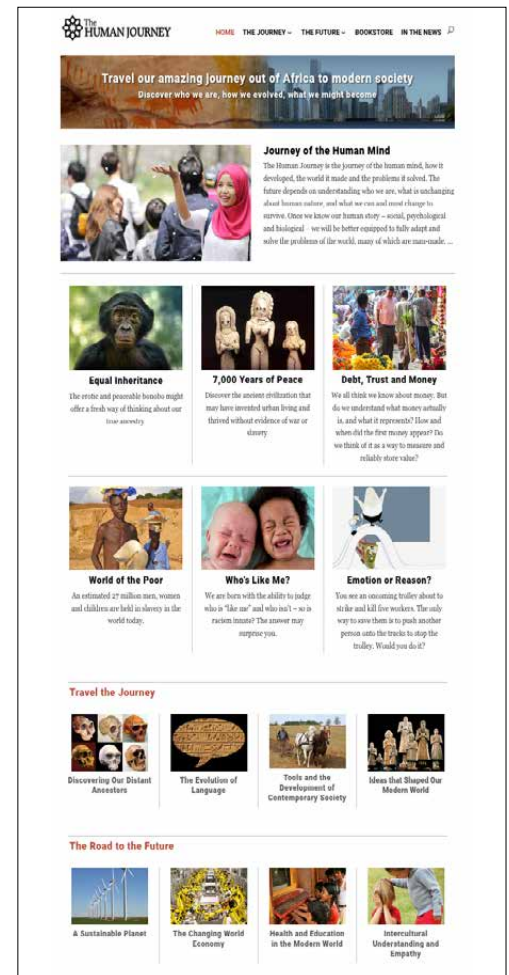 The
HUMAN JOURNEY
HOME THE JOURNEY THE FUTURE BOOKSTORE IN THE NEWS
Travel our amazing journey out of Africa to modern society
Discover who we are, how we evolved, what we might become
Journey of the Human Mind
The Human Journey is the journey of the human mind, how it
developed, the world it made and the problems it solved. The
future depends on understanding who we are, what is unchanging
about human nature, and what we can and must change to
survive. Once we know our human story – social, psychological
and biological – we will be better equipped to fully adapt and
solve the problems of the world, many of which are man-made. ...
Equal Inheritance
The erotic and peaceable bonobo might
offer a fresh way of thinking about our
true ancestry
7,000 Years of Peace
Discover the ancient civilization that
may have invented urban living and
thrived without evidence of war or
slavery
Debt, Trust and Money
We all think we know about money. But
do we understand what money actually
is, and what it represents? How and
when did the first money appear? Do
we think of it as a way to measure and
reliably store value?
World of the Poor
An estimated 27 million men, women
and children are held in slavery in the
world today.
Who's Like Me?
We are born with the ability to judge
who is "like me" and who isn't – so is
racism innate? The answer may
surprise you.
Emotion or Reason?
You see an oncoming trolley about to
strike and kill five workers. The only
way to save them is to push another
person onto the tracks to stop the
trolley. Would you do it?
Travel the Journey
Discovering Our Distant
Ancestors
The Evolution of
Language
Tools and the
Development of
Contemporary Society
Ideas that Shaped Our
Modern World
The Road to the Future
A Sustainable Planet
The Changing World
Economy
Health and Education
in the Modern World
Intercultural
Understanding and
Empathy